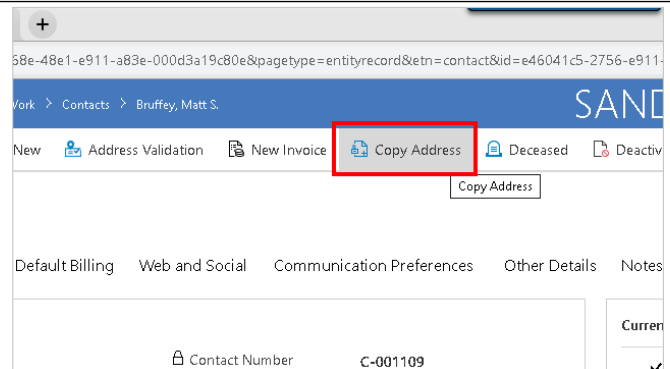 +
68e-48e1-e911-a83e-000d3a19c80e&pagetype=entityrecord&etn=contact&id=e46041c5-2756-e911-
Work > Contacts > Bruffey, Matt S.
SAND
New Address Validation New Invoice Copy Address Deceased Deactiv
Copy Address
Default Billing Web and Social Communication Preferences Other Details Notes
Curren
Contact Number C-001109